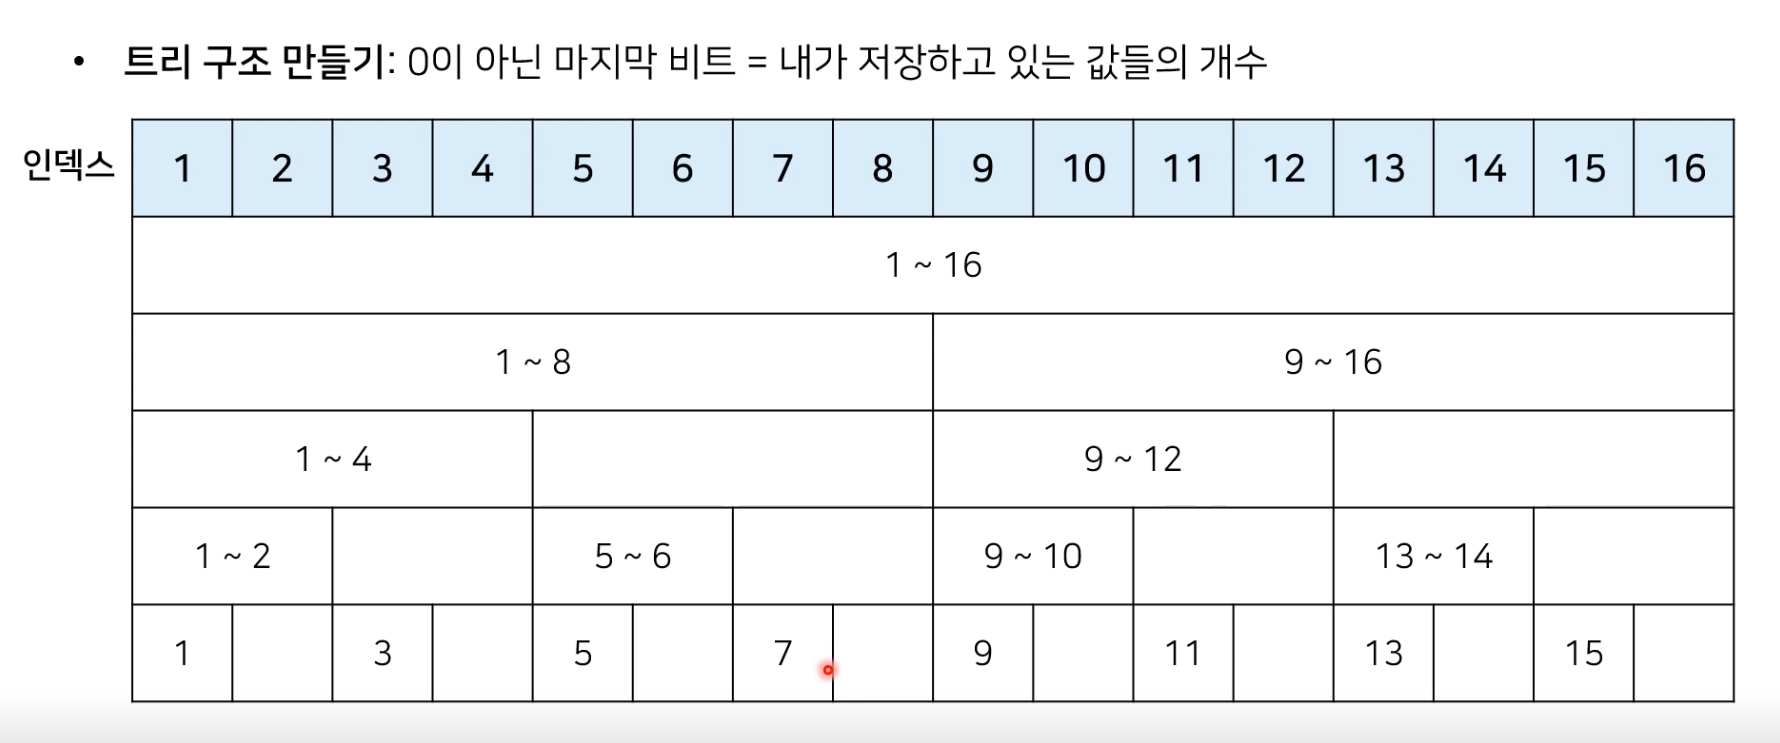 • 트리 구조 만들기: 0이 아닌 마지막 비트 = 내가 저장하고 있는 값들의 개수
인덱스 1 2 3 4 5 6 7 8 9 10 11 12 13 14 15 16
1 ~ 16
1 ~ 8 9 ~ 16
1 ~ 4 9 ~ 12
1 ~ 2 5 ~ 6 9 ~ 10 13 ~ 14
1 3 5 7 9 11 13 15